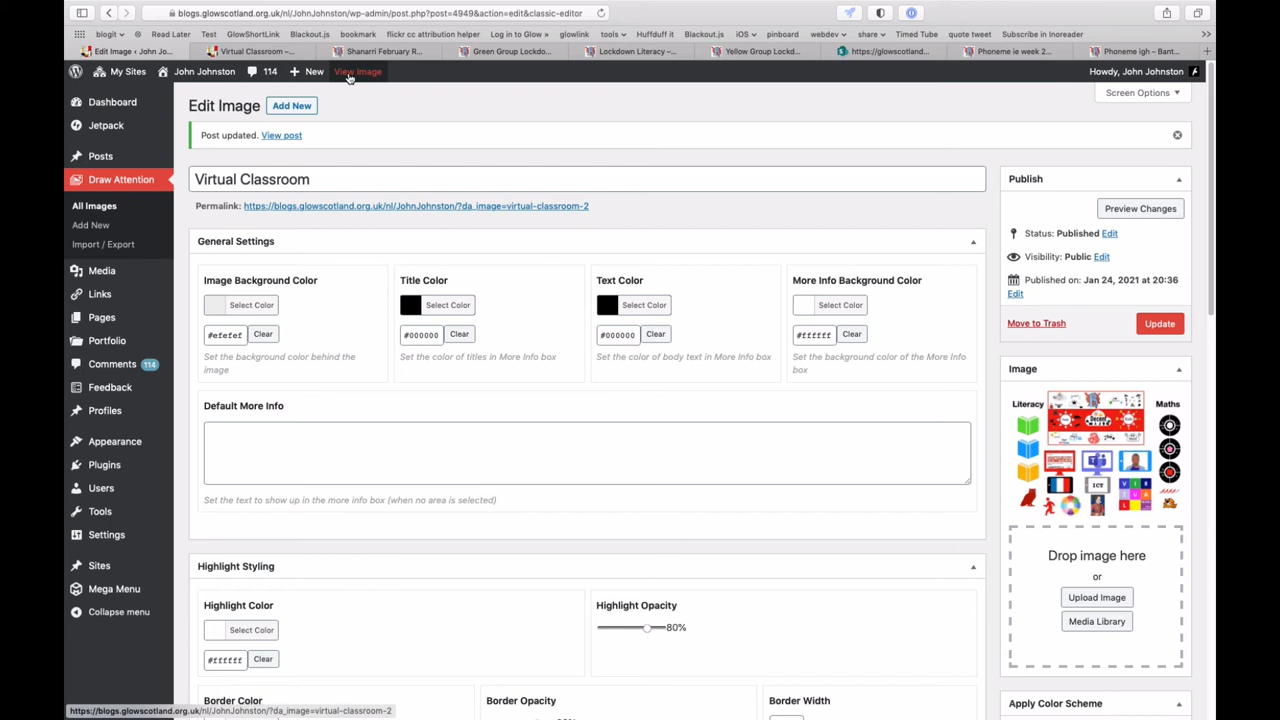 blogs.glowscotland.org.uk/nl/JohnJohnston/wp-admin/post.php?post=4949&action=edit&classic-editor
blogit Read Later Test GlowShortLink Blackout.js bookmark flickr cc attribution helper Log in to Glow » glowlink tools Huffduff it Blackout.js iOS pinboard webdev share Timed Tube quote tweet Subscribe in Inoreader
Edit Image ‹ John Jo... Virtual Classroom –... Shanarri February R... Green Group Lockdo... Lockdown Literacy –... Yellow Group Lockd... https://glowscotland... Phoneme ie week 2... Phoneme igh – Bant...
My Sites John Johnston 114 New View Image Howdy, John Johnston
Screen Options
Dashboard
Jetpack
Posts
Draw Attention
All Images
Add New
Import / Export
Media
Links
Pages
Portfolio
Comments 114
Feedback
Profiles
Appearance
Plugins
Users
Tools
Settings
Sites
Mega Menu
Collapse menu
Edit Image Add New
Post updated. View post
Virtual Classroom
Permalink: https://blogs.glowscotland.org.uk/nl/JohnJohnston/?da_image=virtual-classroom-2
General Settings
Image Background Color Title Color Text Color More Info Background Color
Select Color Select Color Select Color Select Color
#efefef Clear #000000 Clear #000000 Clear #ffffff Clear
Set the background color behind the image
Set the color of titles in More Info box
Set the color of body text in More Info box
Set the background color of the More Info box
Default More Info
Set the text to show up in the more info box (when no area is selected)
Highlight Styling
Highlight Color Highlight Opacity
Select Color 80%
#ffffff Clear
Border Color Border Opacity Border Width
Publish
Preview Changes
Status: Published Edit
Visibility: Public Edit
Published on: Jan 24, 2021 at 20:36
Edit
Move to Trash Update
Image
Literacy Maths
ICT
Drop image here
or
Upload Image
Media Library
Apply Color Scheme
https://blogs.glowscotland.org.uk/nl/JohnJohnston/?da_image=virtual-classroom-2